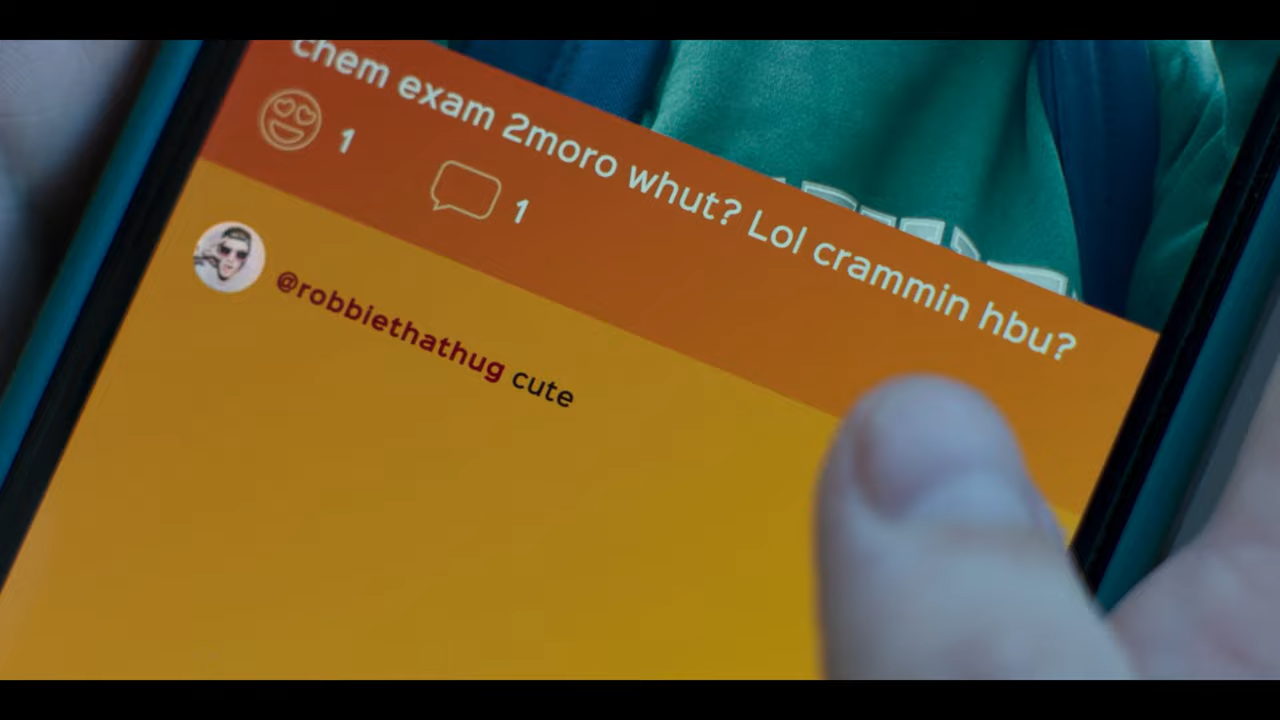 chem exam 2moro whut? Lol crammin hbu?
1 1
@robbiethathug cute